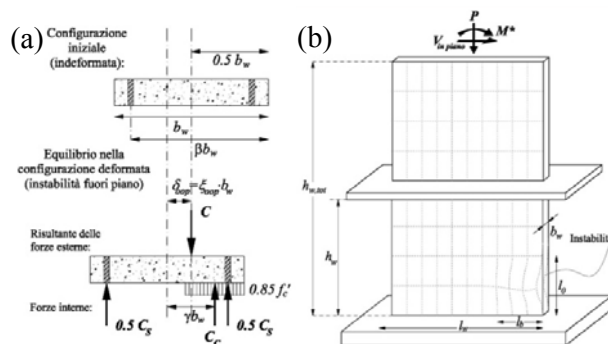 (a)
Configurazione
iniziale
(indeformata):
0.5 b_w
b_w
βb_w
Equilibrio nella
configurazione deformata
(instabilità fuori piano)
δ_oop=ξ_oop·b_w
C
Risultante delle
forze esterne:
0.85 f_c'
Forze interne:
γb_w
0.5 C_S
C_C
0.5 C_S
(b)
P
M*
V_in piano
h_w,tot
b_w
Instabilit
h_w
l_0
l_b
l_w